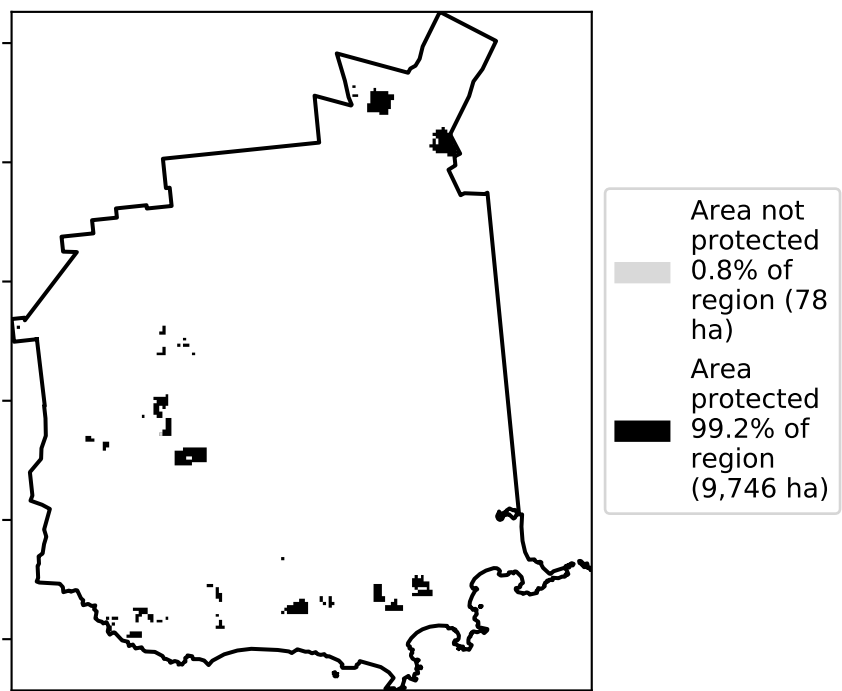 Area not
protected
0.8% of
region (78
ha)
Area
protected
99.2% of
region
(9,746 ha)